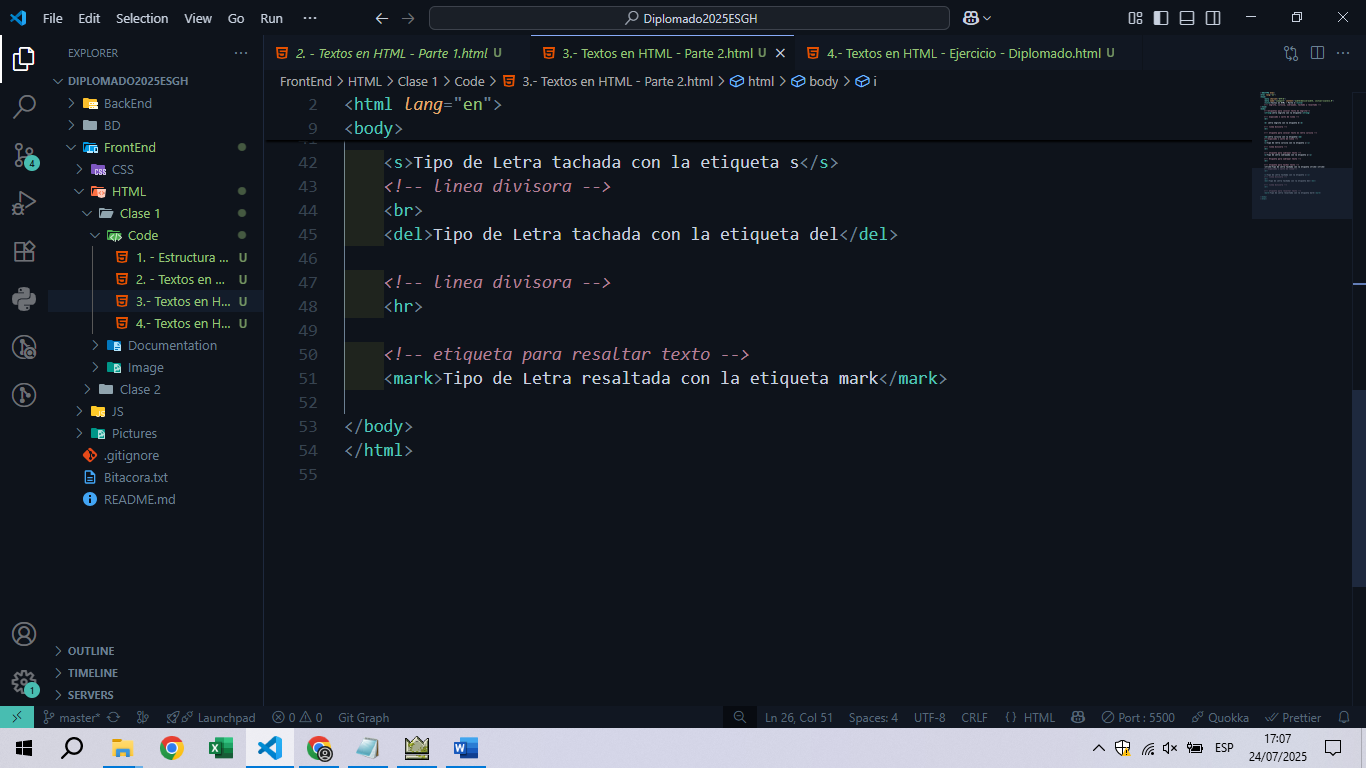 File Edit Selection View Go Run ··· Diplomado2025ESGH
EXPLORER ···
2. - Textos en HTML - Parte 1.html U
3.- Textos en HTML - Parte 2.html U
4.- Textos en HTML - Ejercicio - Diplomado.html U
DIPLOMADO2025ESGH
BackEnd
BD
FrontEnd
CSS
HTML
Clase 1
Code
1. - Estructura ... U
2. - Textos en ... U
3.- Textos en H... U
4.- Textos en H... U
Documentation
Image
Clase 2
JS
Pictures
.gitignore
Bitacora.txt
README.md
OUTLINE
TIMELINE
SERVERS
4
1
FrontEnd > HTML > Clase 1 > Code > 3.- Textos en HTML - Parte 2.html > html > body > i
2 <html lang="en">
9 <body>
42 <s>Tipo de Letra tachada con la etiqueta s</s>
43 <!-- linea divisora -->
44 <br>
45 <del>Tipo de Letra tachada con la etiqueta del</del>
46
47 <!-- linea divisora -->
48 <hr>
49
50 <!-- etiqueta para resaltar texto -->
51 <mark>Tipo de Letra resaltada con la etiqueta mark</mark>
52
53 </body>
54 </html>
55
master* Launchpad 0 0 Git Graph Ln 26, Col 51 Spaces: 4 UTF-8 CRLF {} HTML Port : 5500 Quokka Prettier
ESP
17:07
24/07/2025